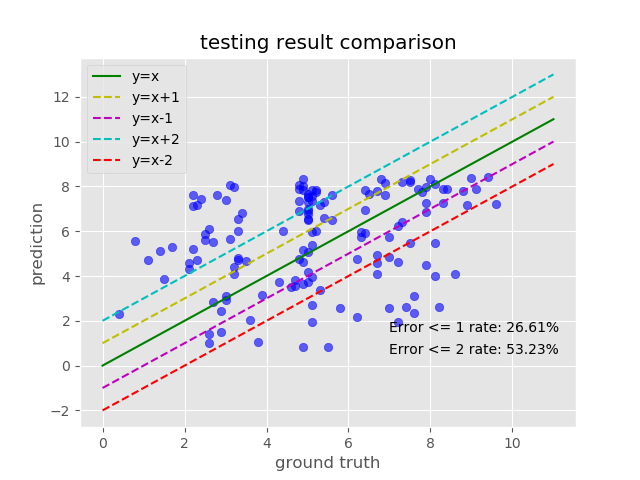 testing result comparison
y=x
y=x+1
y=x-1
y=x+2
y=x-2
12
10
8
6
4
2
0
−2
prediction
Error <= 1 rate: 26.61%
Error <= 2 rate: 53.23%
0 2 4 6 8 10
ground truth